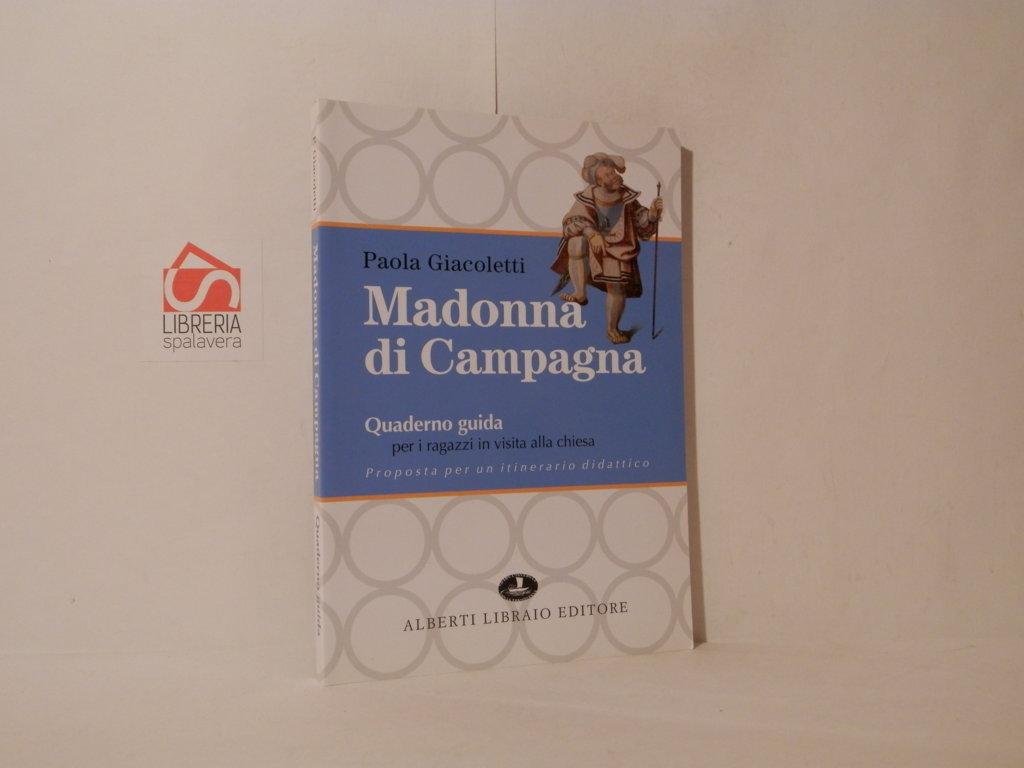 Paola Giacoletti
Madonna
di Campagna
Quaderno guida
per i ragazzi in visita alla chiesa
Proposta per un itinerario didattico
ALBERTI LIBRAIO EDITORE
Madonna di Campagna
Quaderno guida
LIBRERIA
spalavera